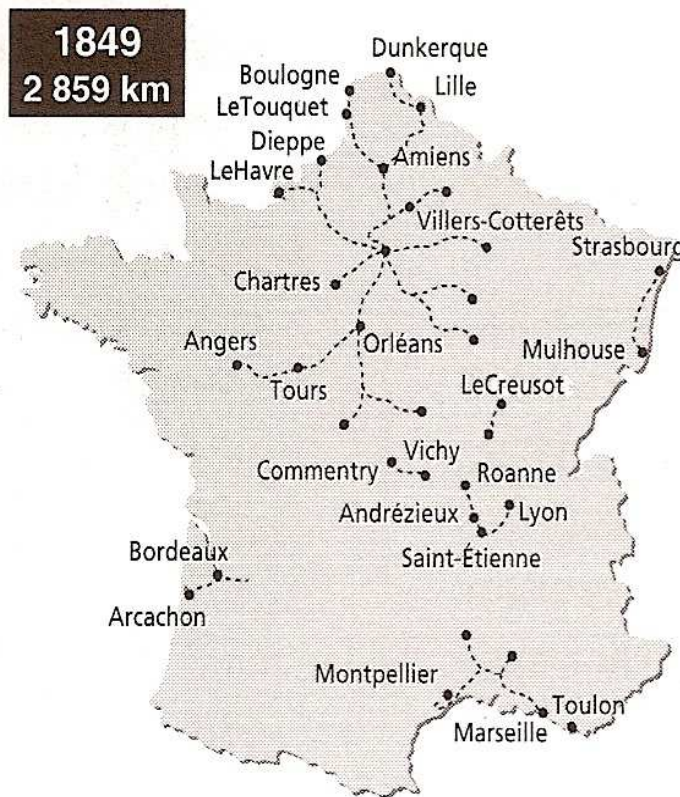 1849
2 859 km
Dunkerque
Boulogne
Lille
LeTouquet
Dieppe
Amiens
LeHavre
Villers-Cotterêts
Strasbourg
Chartres
Angers
Orléans
Mulhouse
Tours
LeCreusot
Vichy
Commentry
Roanne
Andrézieux
Lyon
Saint-Étienne
Bordeaux
Arcachon
Montpellier
Toulon
Marseille